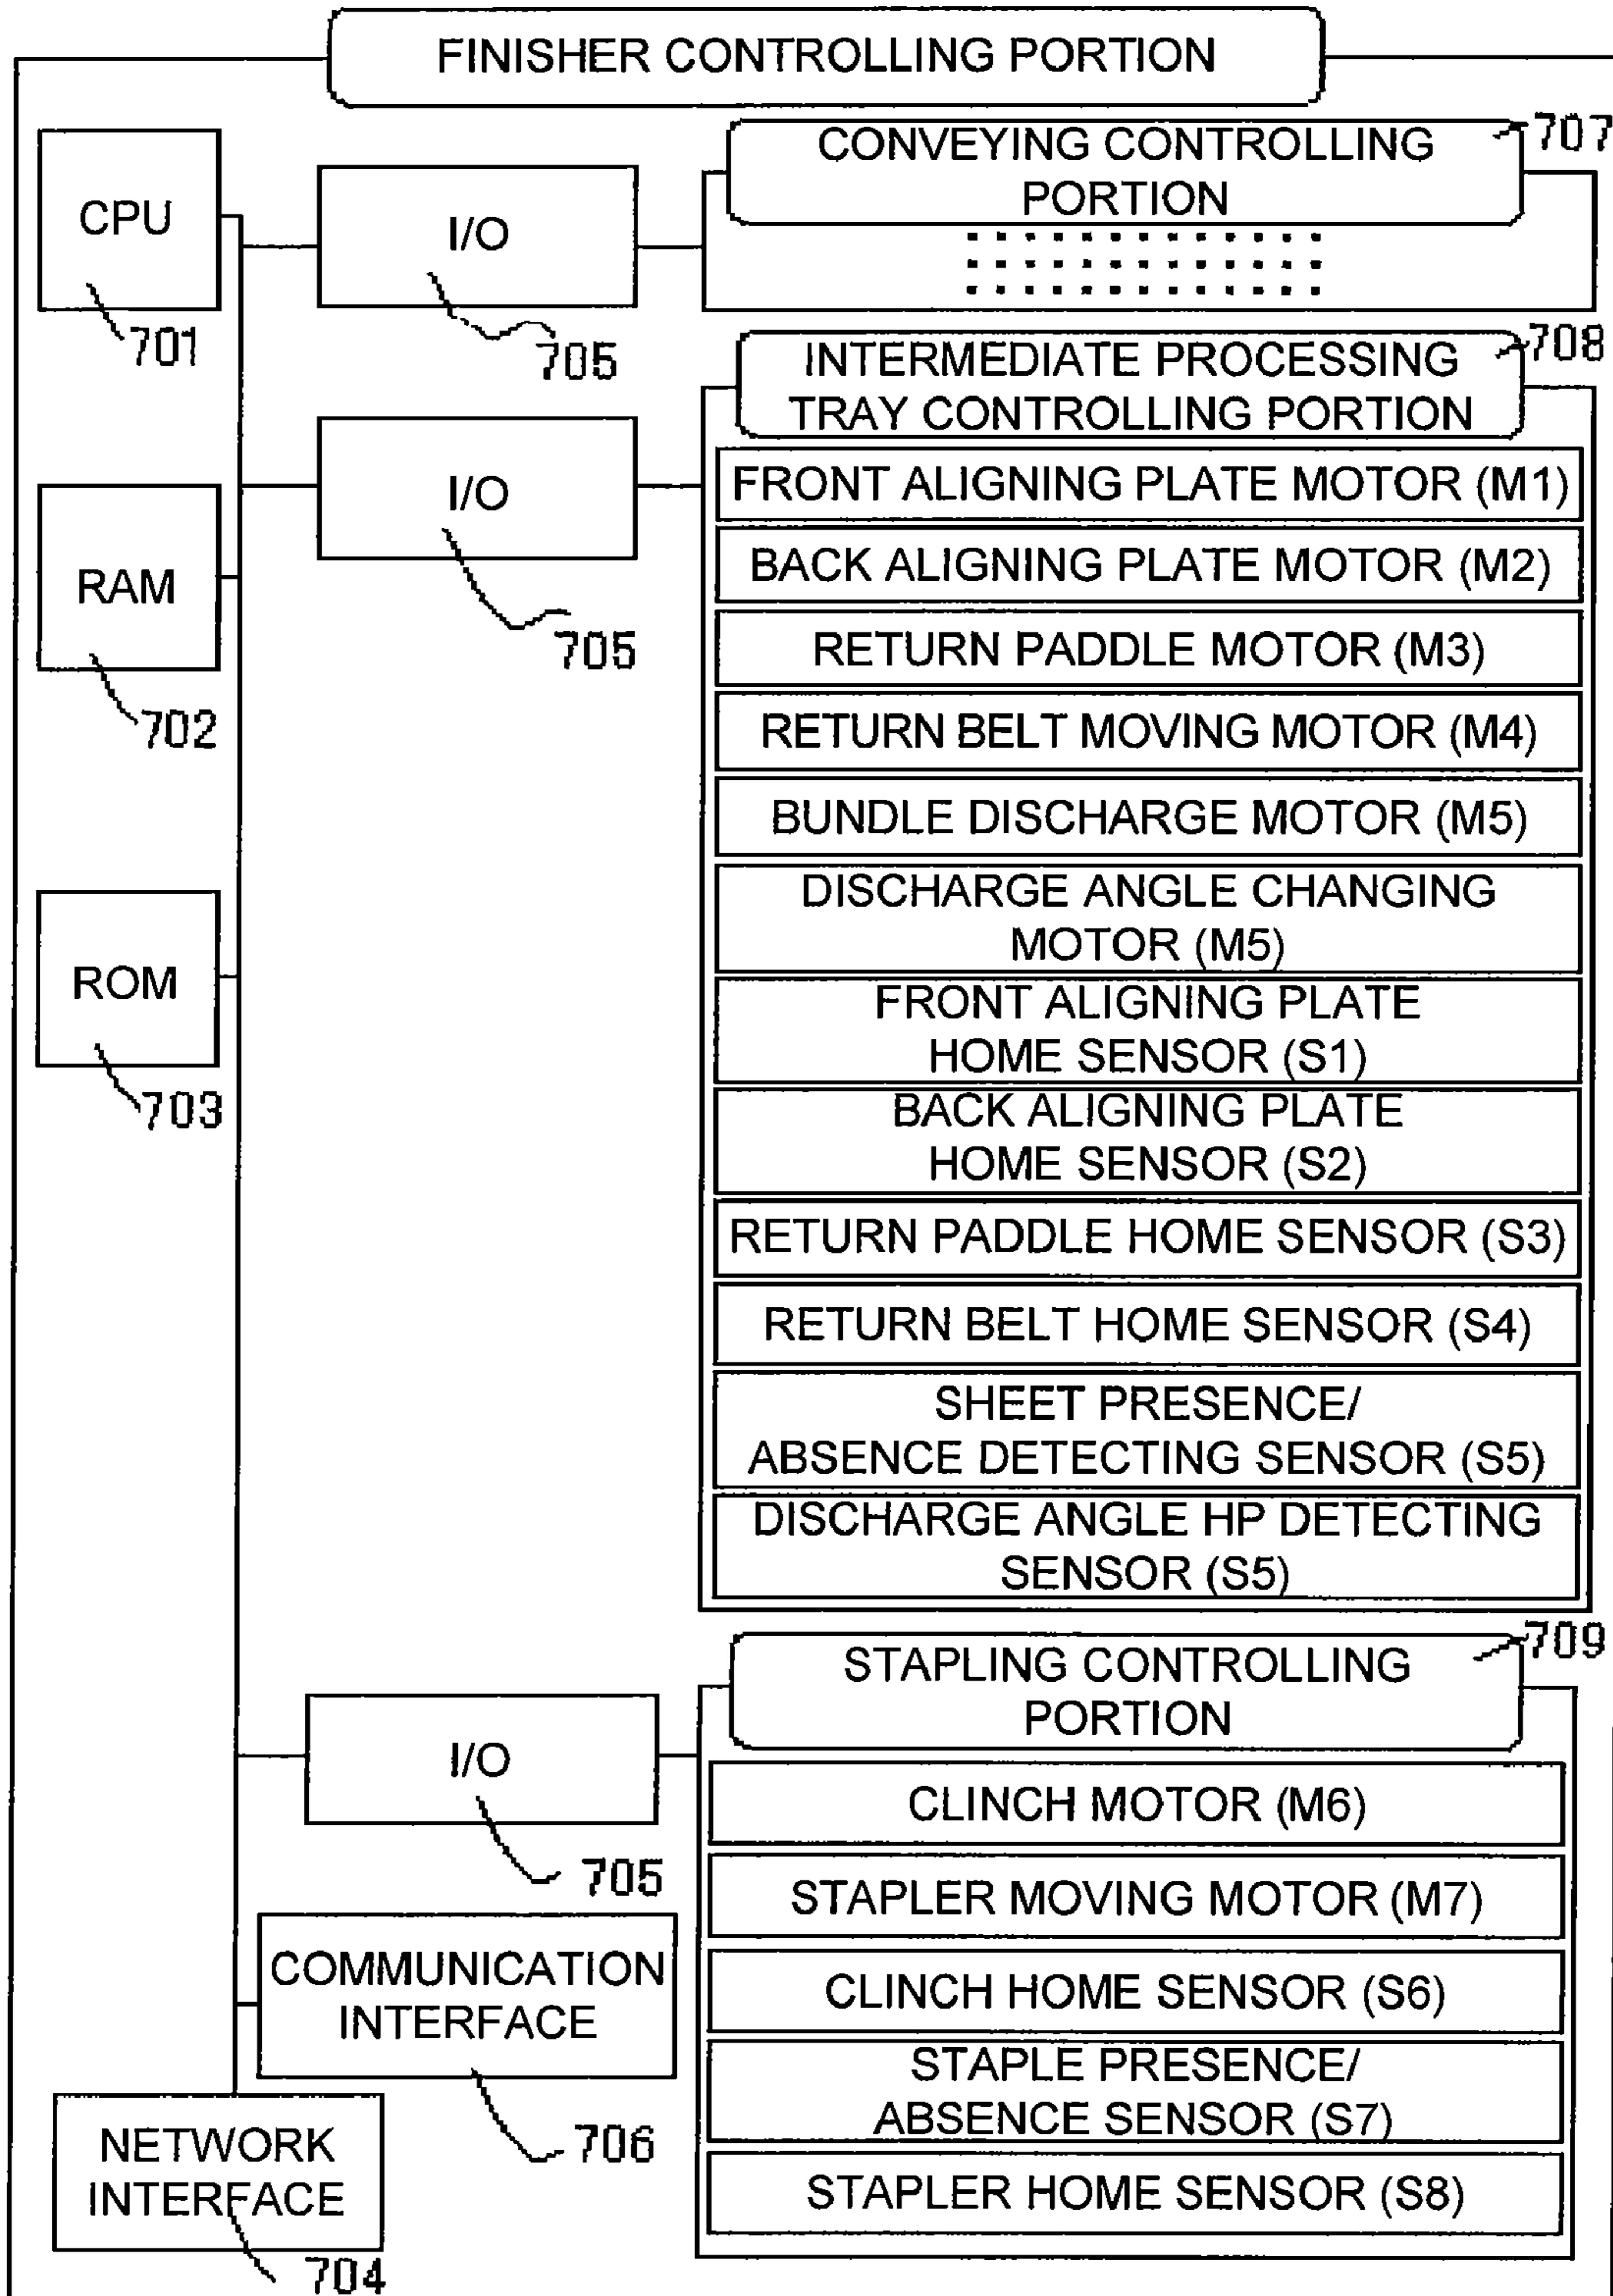 FINISHER CONTROLLING PORTION
CPU
701
RAM
702
ROM
703
I/O
705
CONVEYING CONTROLLING
PORTION
707
I/O
705
INTERMEDIATE PROCESSING
TRAY CONTROLLING PORTION
708
FRONT ALIGNING PLATE MOTOR (M1)
BACK ALIGNING PLATE MOTOR (M2)
RETURN PADDLE MOTOR (M3)
RETURN BELT MOVING MOTOR (M4)
BUNDLE DISCHARGE MOTOR (M5)
DISCHARGE ANGLE CHANGING
MOTOR (M5)
FRONT ALIGNING PLATE
HOME SENSOR (S1)
BACK ALIGNING PLATE
HOME SENSOR (S2)
RETURN PADDLE HOME SENSOR (S3)
RETURN BELT HOME SENSOR (S4)
SHEET PRESENCE/
ABSENCE DETECTING SENSOR (S5)
DISCHARGE ANGLE HP DETECTING
SENSOR (S5)
I/O
705
STAPLING CONTROLLING
PORTION
709
CLINCH MOTOR (M6)
STAPLER MOVING MOTOR (M7)
CLINCH HOME SENSOR (S6)
STAPLE PRESENCE/
ABSENCE SENSOR (S7)
STAPLER HOME SENSOR (S8)
COMMUNICATION
INTERFACE
706
NETWORK
INTERFACE
704